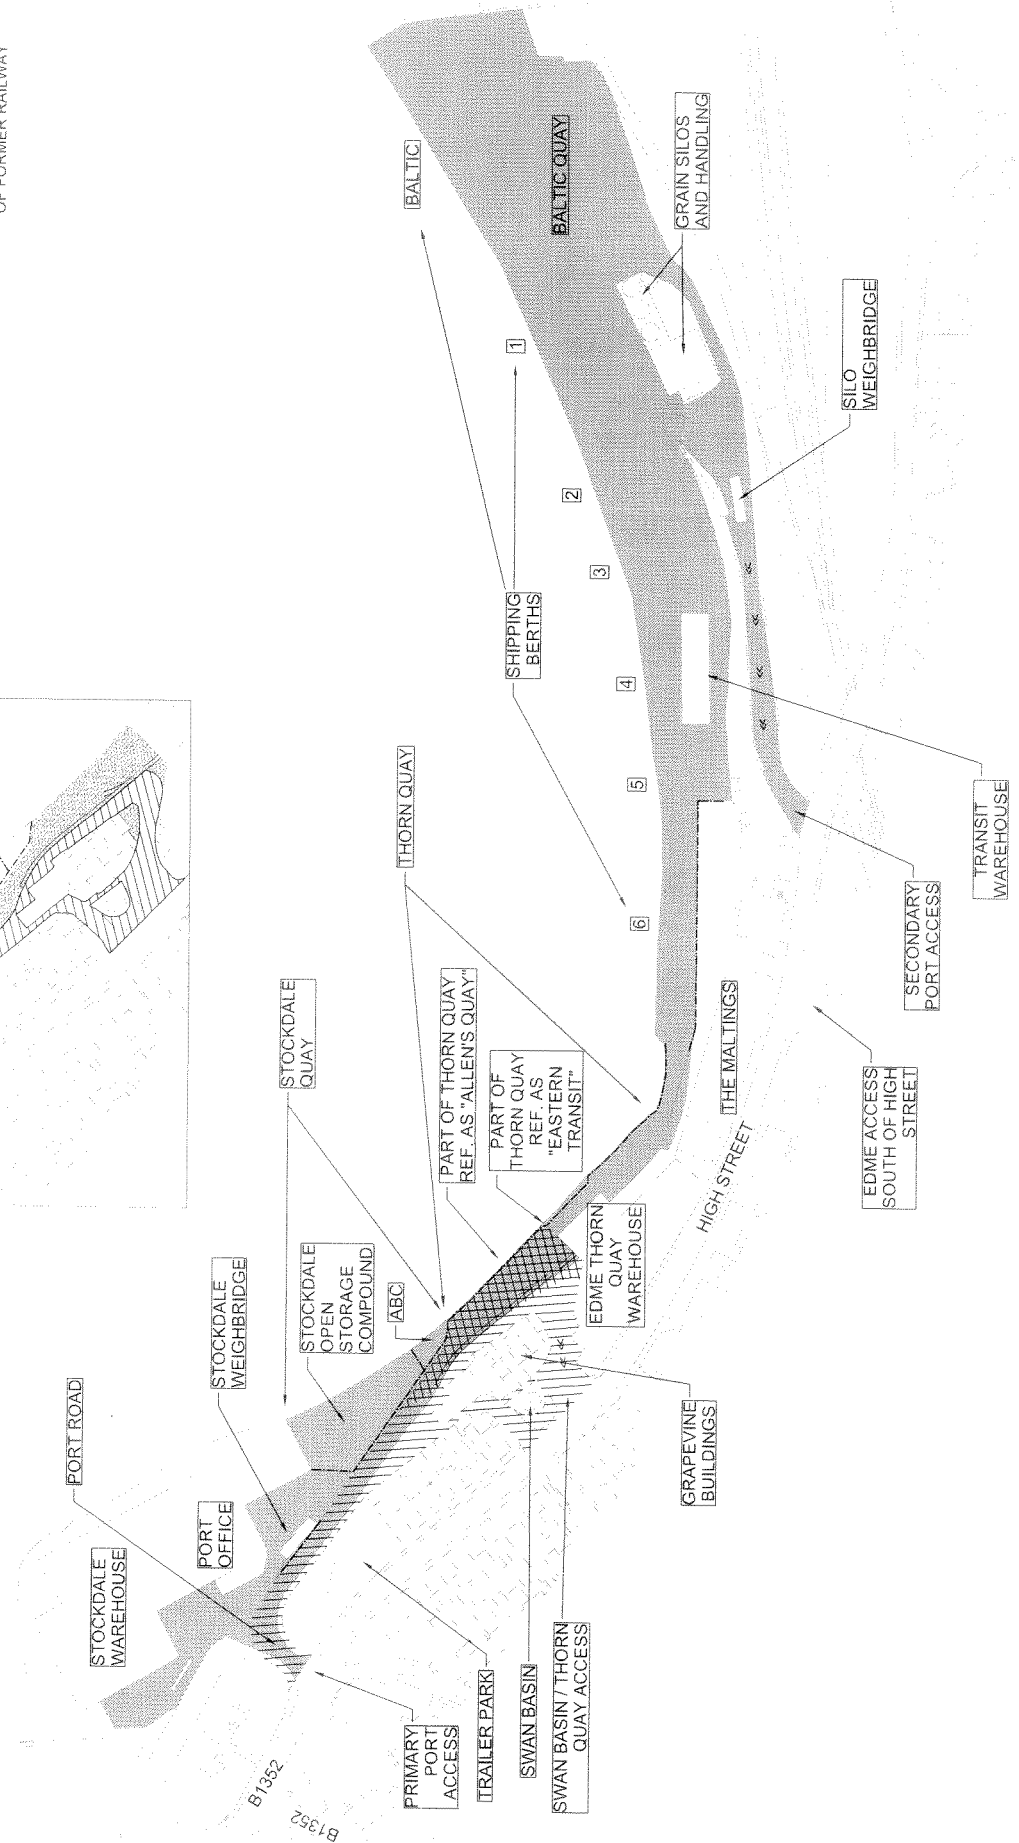 OF FORMER RAILWAY
BALTIC
BALTIC QUAY
GRAIN SILOS
AND HANDLING
1
SILO
WEIGHBRIDGE
2
3
SHIPPING
BERTHS
4
5
6
TRANSIT
WAREHOUSE
SECONDARY
PORT ACCESS
THORN QUAY
STOCKDALE
QUAY
PART OF THORN QUAY
REF. AS "ALLEN'S QUAY"
PART OF
THORN QUAY
REF. AS
"EASTERN
TRANSIT"
THE MALTINGS
EDME ACCESS
SOUTH OF HIGH
STREET
HIGH STREET
EDME THORN
QUAY
WAREHOUSE
STOCKDALE
WEIGHBRIDGE
STOCKDALE
OPEN
STORAGE
COMPOUND
ABC
PORT ROAD
PORT
OFFICE
STOCKDALE
WAREHOUSE
GRAPEVINE
BUILDINGS
PRIMARY
PORT
ACCESS
TRAILER PARK
SWAN BASIN
SWAN BASIN / THORN
QUAY ACCESS
B1352
B1352